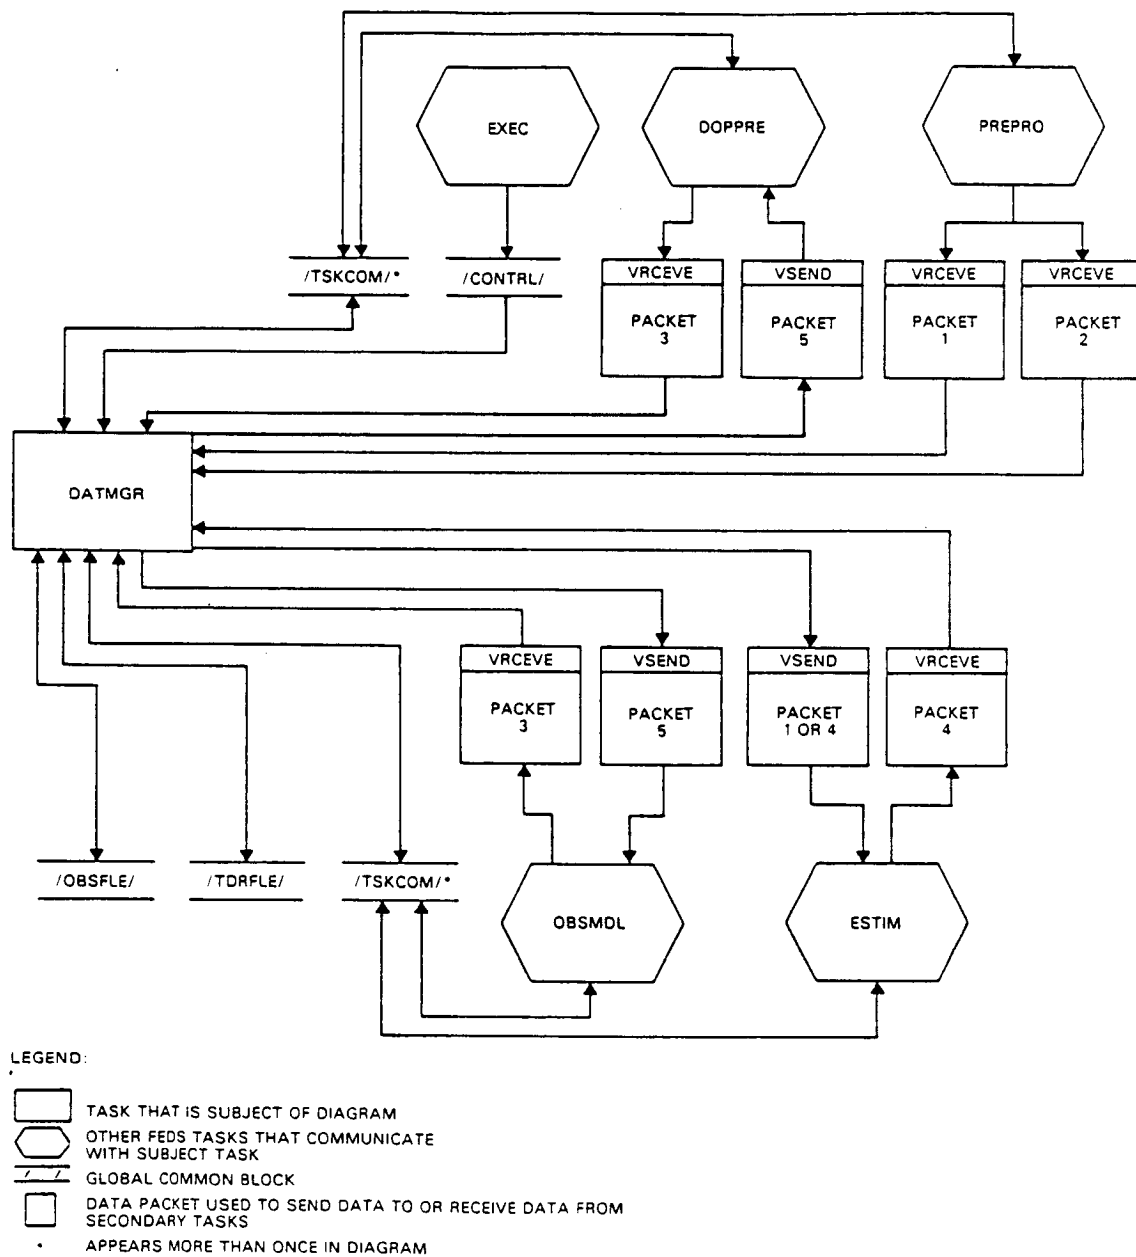 EXEC
DOPPRE
PREPRO
/TSKCOM/*
/CONTRL/
VRCEVE
PACKET
3
VSEND
PACKET
5
VRCEVE
PACKET
1
VRCEVE
PACKET
2
DATMGR
VRCEVE
PACKET
3
VSEND
PACKET
5
VSEND
PACKET
1 OR 4
VRCEVE
PACKET
4
/OBSFLE/
/TDRFLE/
/TSKCOM/*
OBSMDL
ESTIM
LEGEND:
TASK THAT IS SUBJECT OF DIAGRAM
OTHER FEDS TASKS THAT COMMUNICATE
WITH SUBJECT TASK
/ / GLOBAL COMMON BLOCK
DATA PACKET USED TO SEND DATA TO OR RECEIVE DATA FROM
SECONDARY TASKS
* APPEARS MORE THAN ONCE IN DIAGRAM